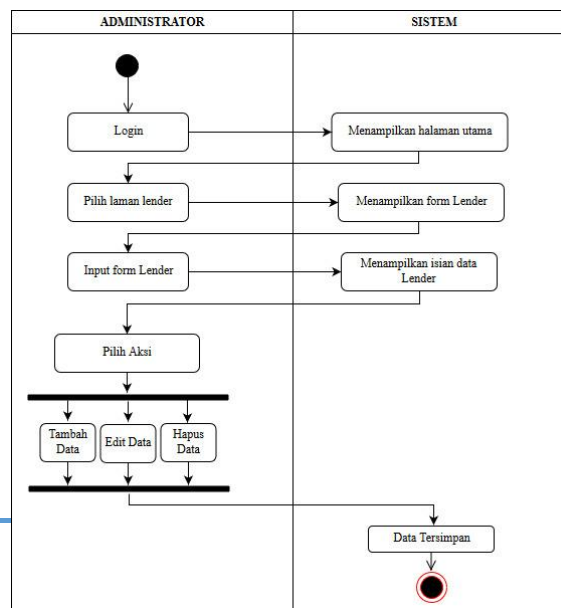 ADMINISTRATOR
SISTEM
Login
Menampilkan halaman utama
Pilih laman lender
Menampilkan form Lender
Input form Lender
Menampilkan isian data
Lender
Pilih Aksi
Tambah
Data
Edit Data
Hapus
Data
Data Tersimpan